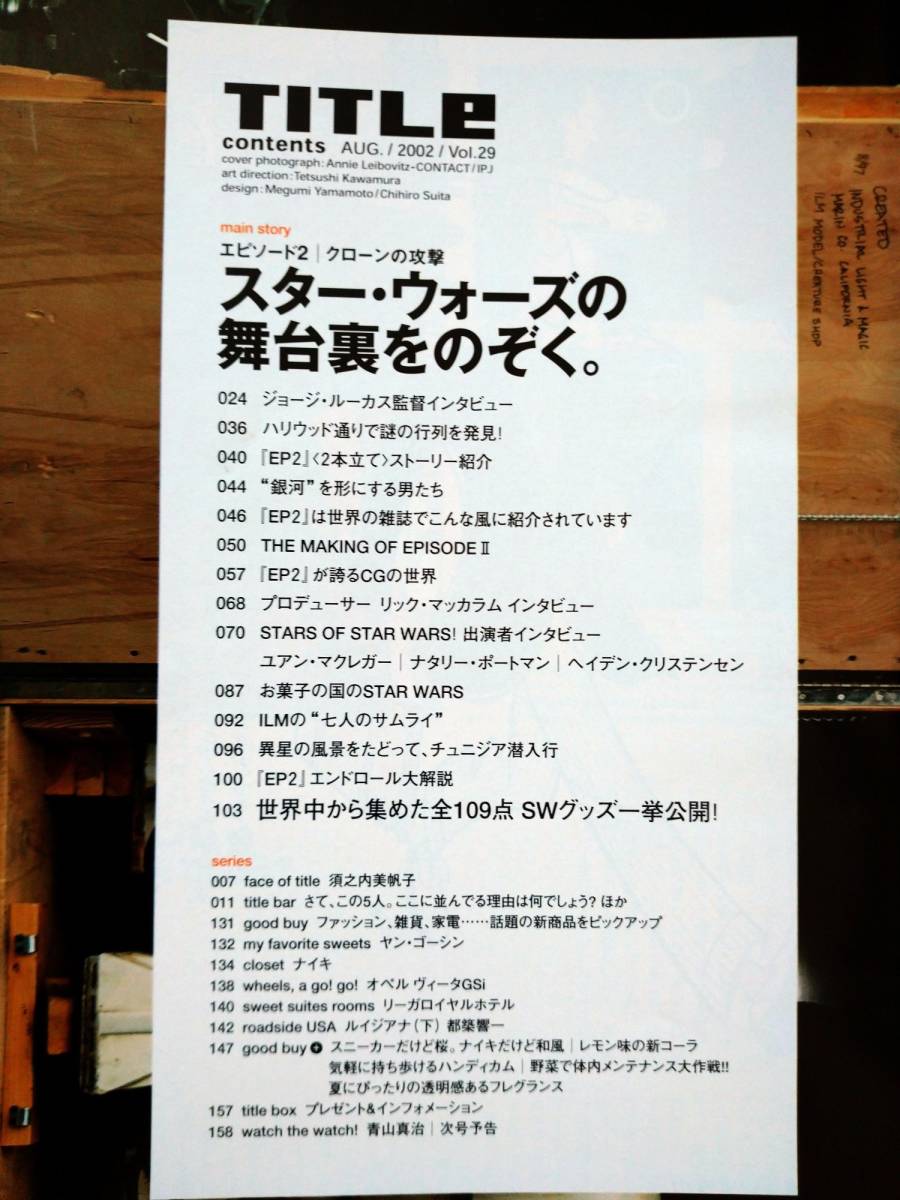 TITLe
contents AUG. / 2002 / Vol.29
cover photograph : Annie Leibovitz-CONTACT / IPJ
art direction : Tetsushi Kawamura
design : Megumi Yamamoto / Chihiro Suita
main story
エピソード2｜クローンの攻撃
スター・ウォーズの
舞台裏をのぞく。
024 ジョージ・ルーカス監督インタビュー
036 ハリウッド通りで謎の行列を発見!
040 『EP2』〈2本立て〉ストーリー紹介
044 “銀河”を形にする男たち
046 『EP2』は世界の雑誌でこんな風に紹介されています
050 THE MAKING OF EPISODE Ⅱ
057 『EP2』が誇るCGの世界
068 プロデューサー リック・マッカラム インタビュー
070 STARS OF STAR WARS! 出演者インタビュー
ユアン・マクレガー｜ナタリー・ポートマン｜ヘイデン・クリステンセン
087 お菓子の国のSTAR WARS
092 ILMの“七人のサムライ”
096 異星の風景をたどって、チュニジア潜入行
100 『EP2』エンドロール大解説
103 世界中から集めた全109点 SWグッズ一挙公開!
series
007 face of title 須之内美帆子
011 title bar さて、この5人。ここに並んでる理由は何でしょう? ほか
131 good buy ファッション、雑貨、家電……話題の新商品をピックアップ
132 my favorite sweets ヤン・ゴーシン
134 closet ナイキ
138 wheels, a go! go! オペル ヴィータGSi
140 sweet suites rooms リーガロイヤルホテル
142 roadside USA ルイジアナ（下） 都築響一
147 good buy + スニーカーだけど桜。ナイキだけど和風｜レモン味の新コーラ
気軽に持ち歩けるハンディカム｜野菜で体内メンテナンス大作戦!!
夏にぴったりの透明感あるフレグランス
157 title box プレゼント&インフォメーション
158 watch the watch! 青山真治｜次号予告
CREATED
INDUSTRIAL LIGHT & MAGIC
MARIN CO CALIFORNIA
ILM MODEL/CREATURE SHOP